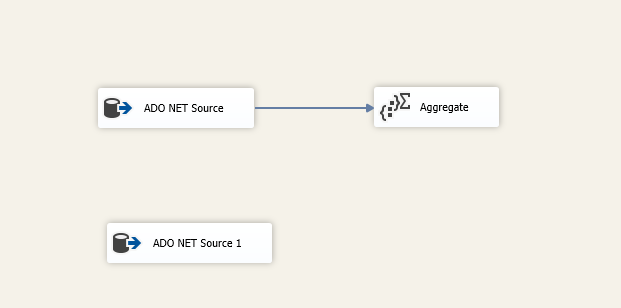 ADO NET Source
Aggregate
ADO NET Source 1